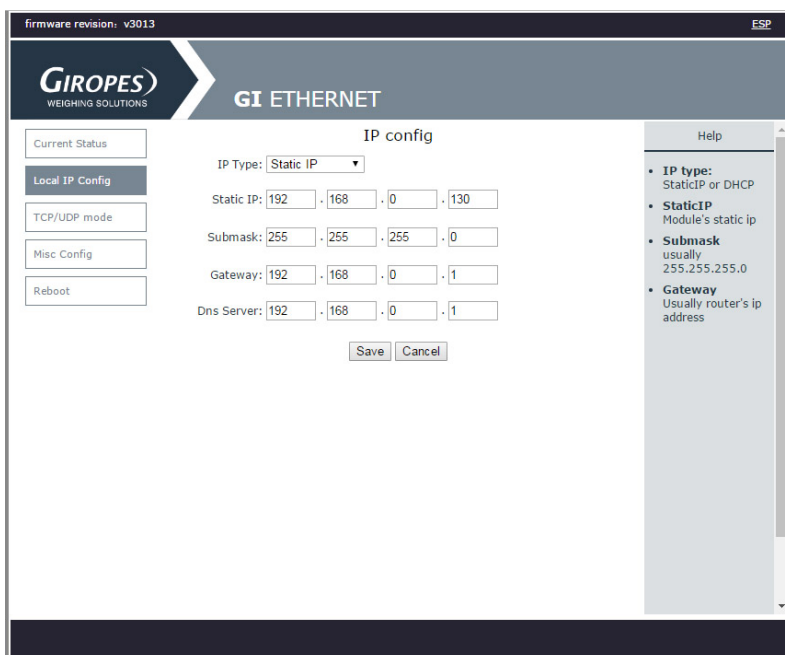 firmware revision: v3013
ESP
GIROPES
WEIGHING SOLUTIONS
GI ETHERNET
Current Status
Local IP Config
TCP/UDP mode
Misc Config
Reboot
IP config
IP Type: Static IP
Static IP: 192 . 168 . 0 . 130
Submask: 255 . 255 . 255 . 0
Gateway: 192 . 168 . 0 . 1
Dns Server: 192 . 168 . 0 . 1
Save Cancel
Help
• IP type:
StaticIP or DHCP
• StaticIP
Module's static ip
• Submask
usually
255.255.255.0
• Gateway
Usually router's ip
address